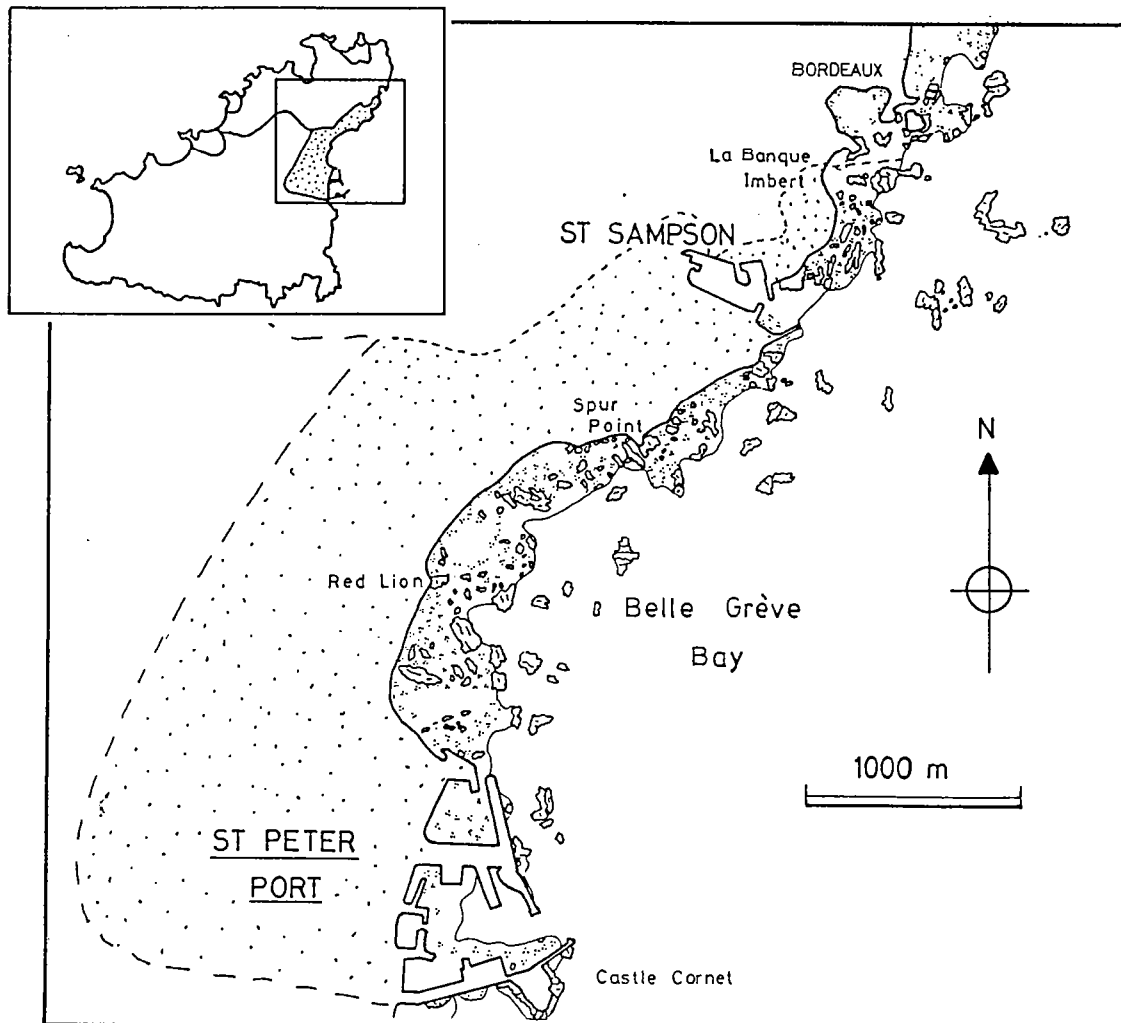 BORDEAUX
La Banque
Imbert
ST SAMPSON
Spur
Point
N
Red Lion
Belle Grève
Bay
1000 m
ST PETER
PORT
Castle Cornet